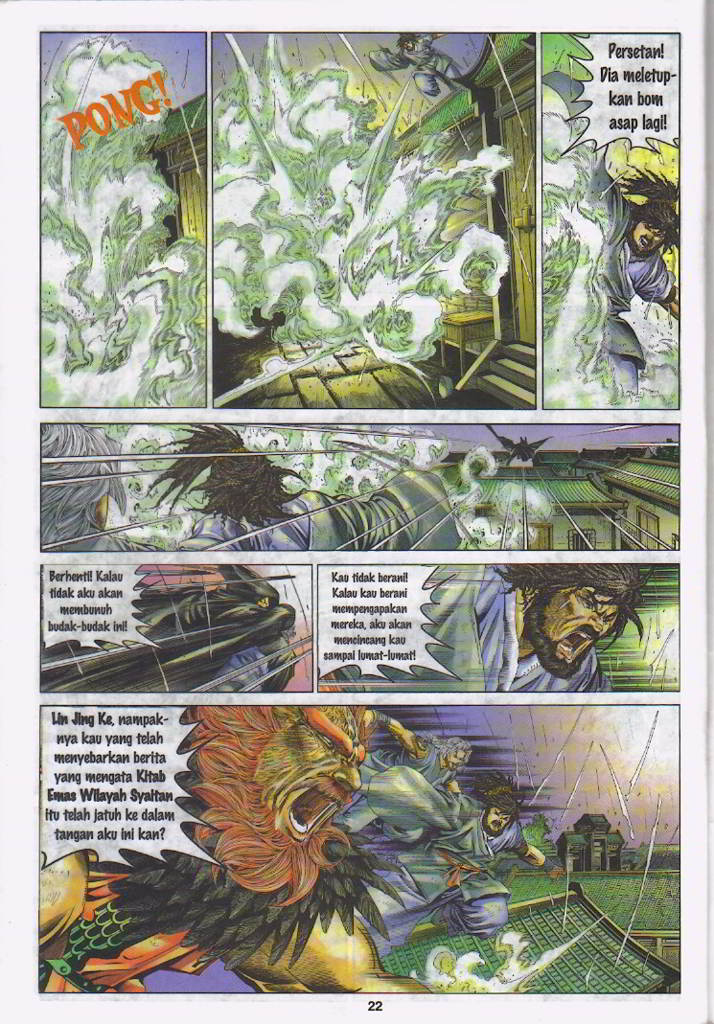 PONG!
Persetan!
Dia meletup-
kan bom
asap lagi!
Berhenti! Kalau
tidak aku akan
membunuh
budak-budak ini!
Kau tidak berani!
Kalau kau berani
mempengapakan
mereka, aku akan
mencincang kau
sampai lumat-lumat!
Lin Jing Ke, nampak-
nya kau yang telah
menyebarkan berita
yang mengata Kitab
Emas Wilayah Syaitan
itu telah jatuh ke dalam
tangan aku ini kan?
22